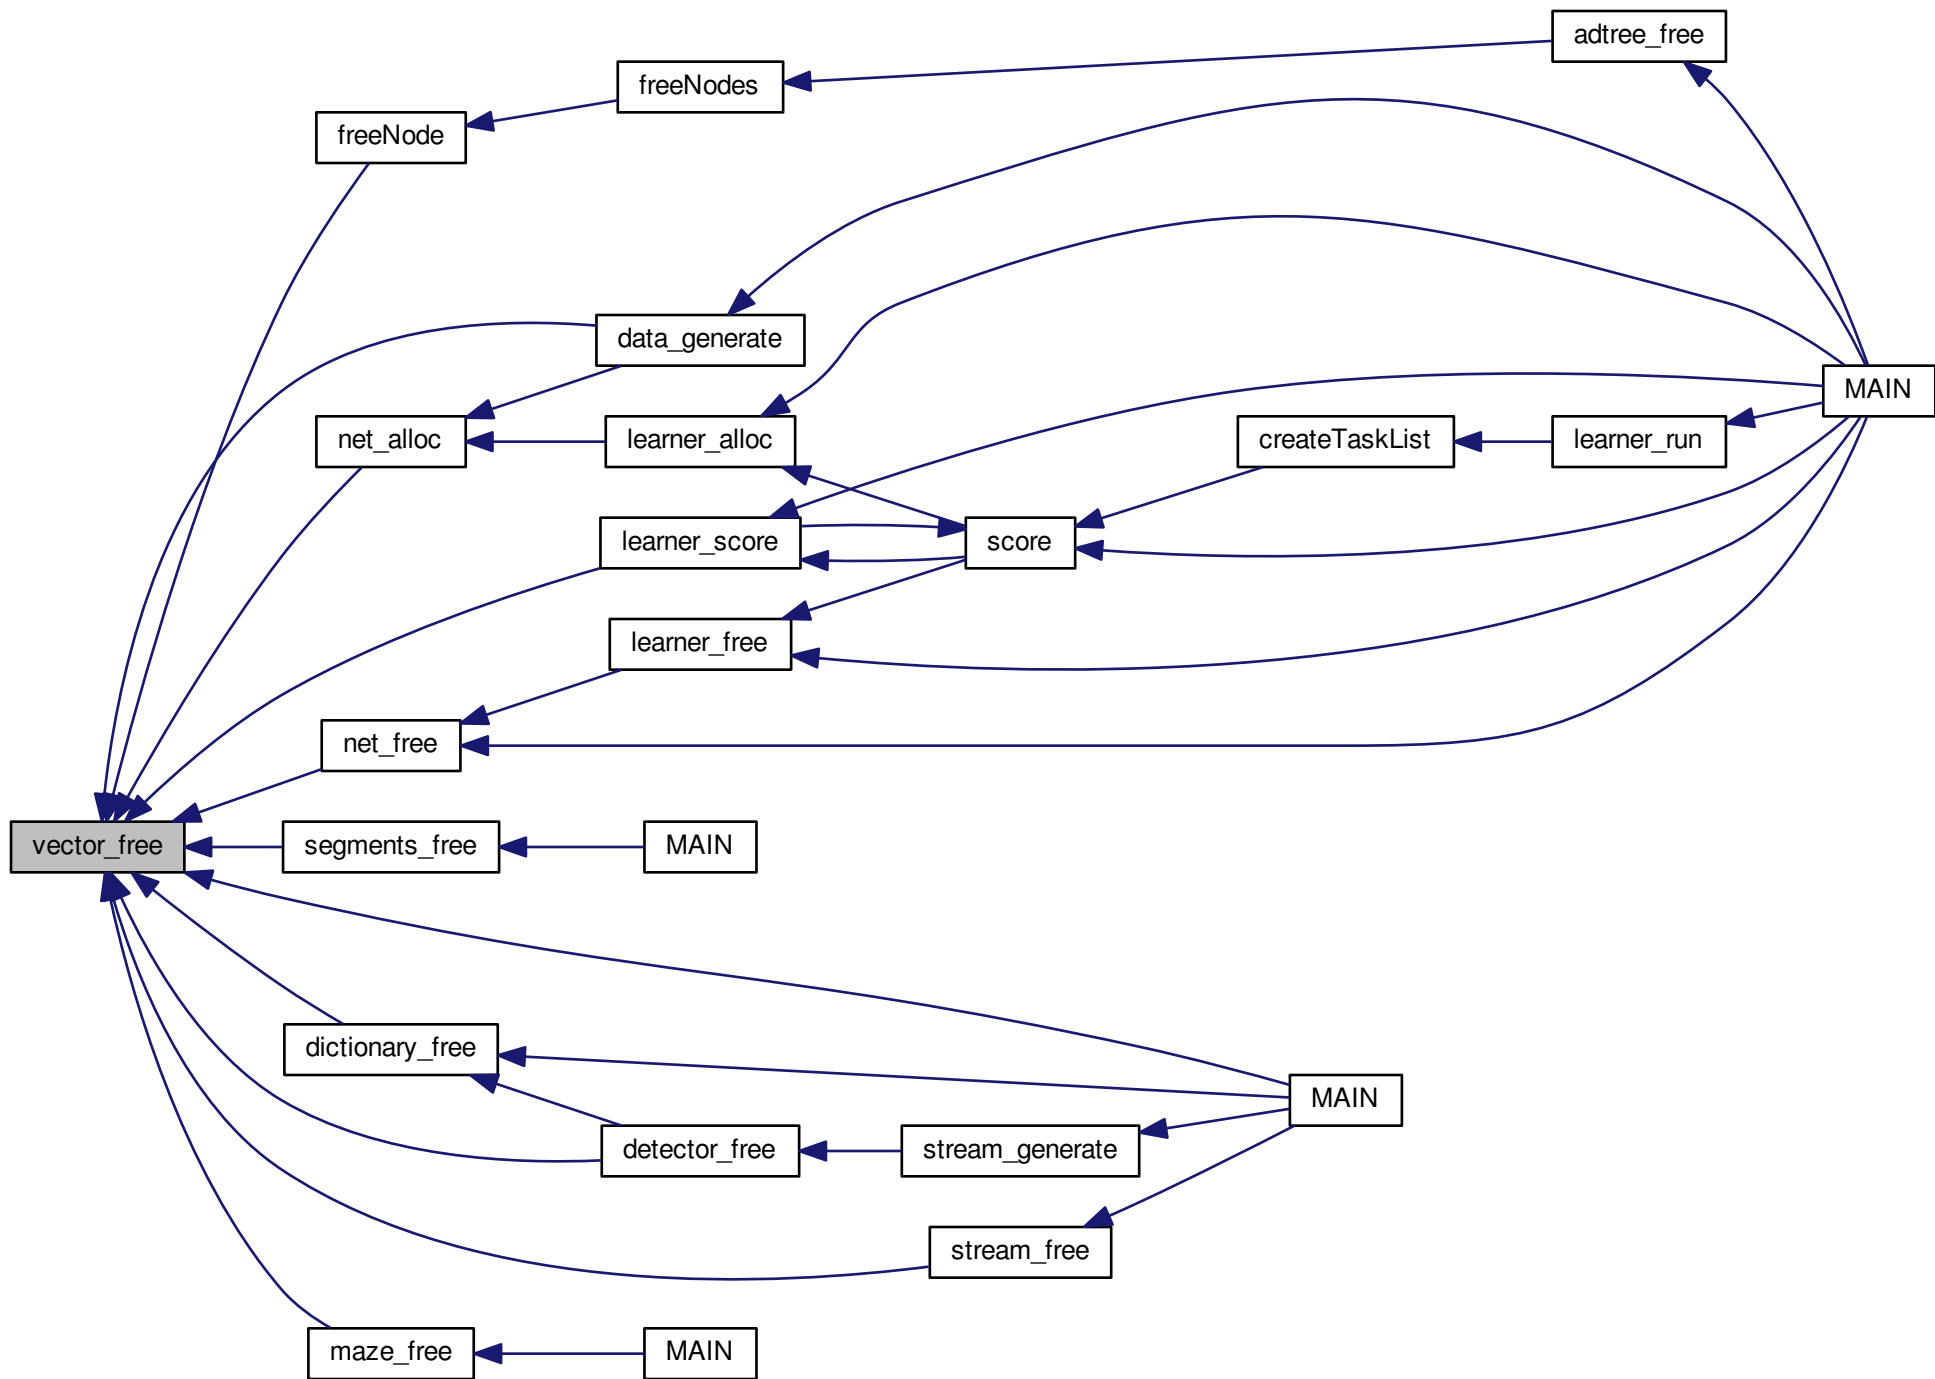 adtree_free
freeNodes
freeNode
data_generate
MAIN
net_alloc
learner_alloc
createTaskList
learner_run
learner_score
score
learner_free
net_free
vector_free
segments_free
MAIN
dictionary_free
MAIN
detector_free
stream_generate
stream_free
maze_free
MAIN